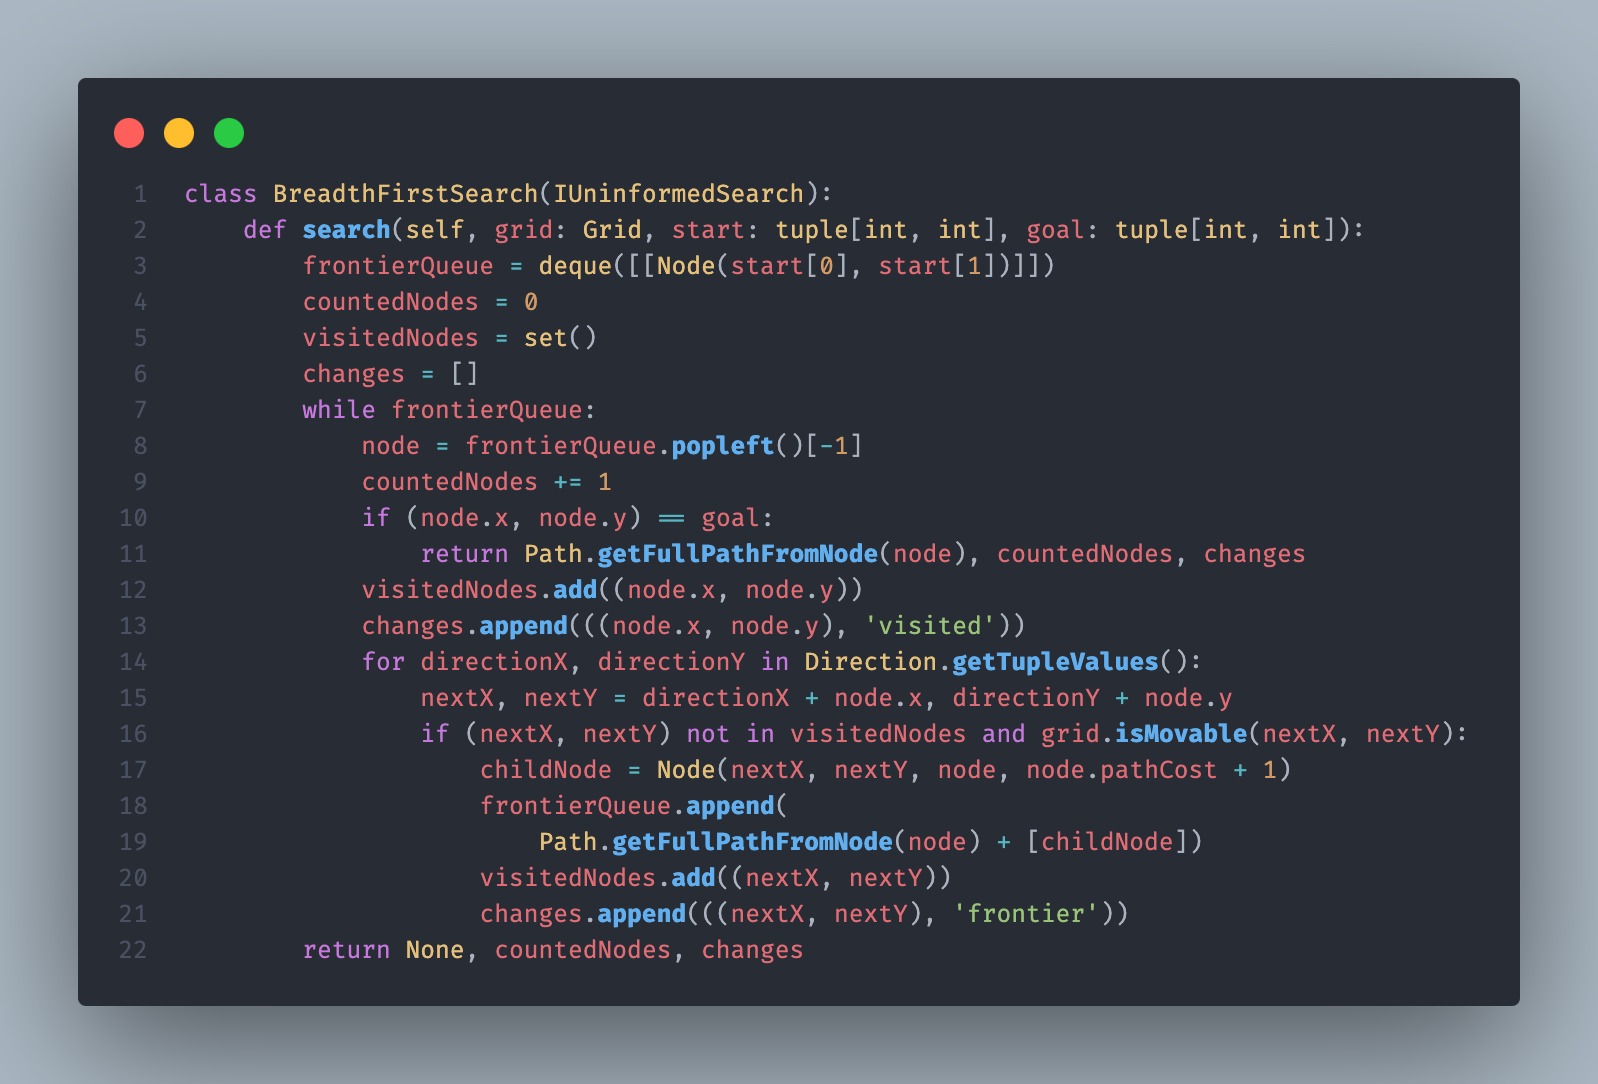 1 class BreadthFirstSearch(IUninformedSearch):
2     def search(self, grid: Grid, start: tuple[int, int], goal: tuple[int, int]):
3         frontierQueue = deque([[Node(start[0], start[1])]])
4         countedNodes = 0
5         visitedNodes = set()
6         changes = []
7         while frontierQueue:
8             node = frontierQueue.popleft()[-1]
9             countedNodes += 1
10             if (node.x, node.y) == goal:
11                 return Path.getFullPathFromNode(node), countedNodes, changes
12             visitedNodes.add((node.x, node.y))
13             changes.append(((node.x, node.y), 'visited'))
14             for directionX, directionY in Direction.getTupleValues():
15                 nextX, nextY = directionX + node.x, directionY + node.y
16                 if (nextX, nextY) not in visitedNodes and grid.isMovable(nextX, nextY):
17                     childNode = Node(nextX, nextY, node, node.pathCost + 1)
18                     frontierQueue.append(
19                         Path.getFullPathFromNode(node) + [childNode])
20                     visitedNodes.add((nextX, nextY))
21                     changes.append(((nextX, nextY), 'frontier'))
22         return None, countedNodes, changes